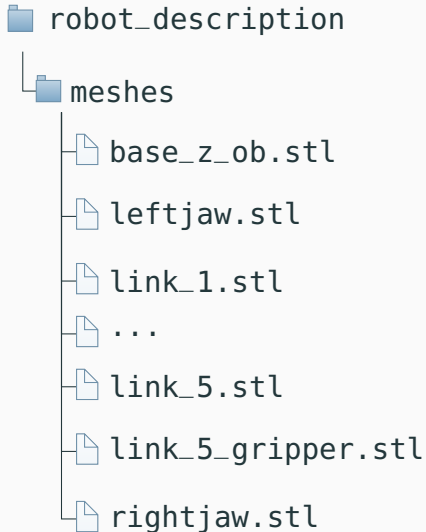 robot_description
meshes
base_z_ob.stl
leftjaw.stl
link_1.stl
...
link_5.stl
link_5_gripper.stl
rightjaw.stl